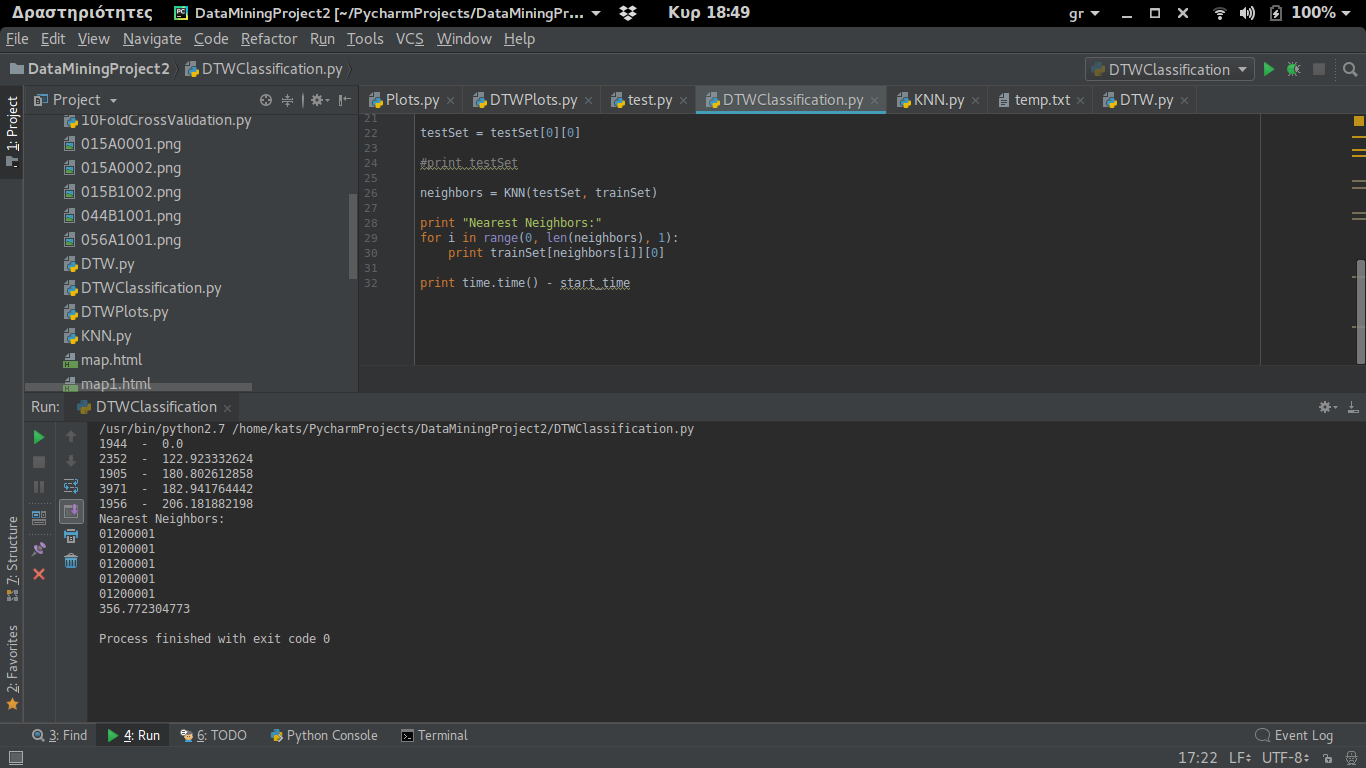 Δραστηριότητες
DataMiningProject2 [~/PycharmProjects/DataMiningPr...
Κυρ 18:49
gr
100%
File Edit View Navigate Code Refactor Run Tools VCS Window Help
DataMiningProject2
DTWClassification.py
DTWClassification
1: Project
Project
Plots.py
DTWPlots.py
test.py
DTWClassification.py
KNN.py
temp.txt
DTW.py
10FoldCrossValidation.py
015A0001.png
015A0002.png
015B1002.png
044B1001.png
056A1001.png
DTW.py
DTWClassification.py
DTWPlots.py
KNN.py
map.html
map1.html
21
22 testSet = testSet[0][0]
23
24 #print testSet
25
26 neighbors = KNN(testSet, trainSet)
27
28 print "Nearest Neighbors:"
29 for i in range(0, len(neighbors), 1):
30 print trainSet[neighbors[i]][0]
31
32 print time.time() - start_time
Run:
DTWClassification
/usr/bin/python2.7 /home/kats/PycharmProjects/DataMiningProject2/DTWClassification.py
1944 - 0.0
2352 - 122.923332624
1905 - 180.802612858
3971 - 182.941764442
1956 - 206.181882198
Nearest Neighbors:
01200001
01200001
01200001
01200001
01200001
356.772304773
Process finished with exit code 0
7: Structure
2: Favorites
3: Find
4: Run
6: TODO
Python Console
Terminal
Event Log
17:22 LF UTF-8